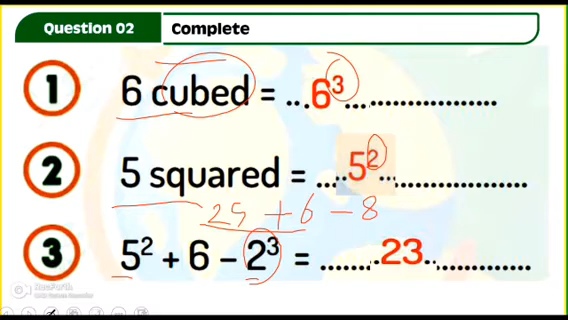 Question 02 Complete
1 6 cubed = ...6³....................
2 5 squared = ....5²......................
25 + 6 - 8
3 5² + 6 - 2³ = ........23..................